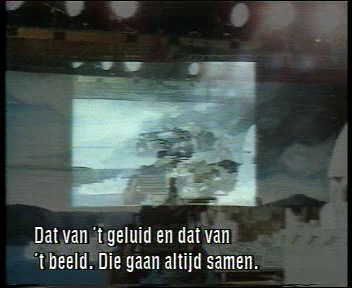 Dat van 't geluid en dat van
't beeld. Die gaan altijd samen.